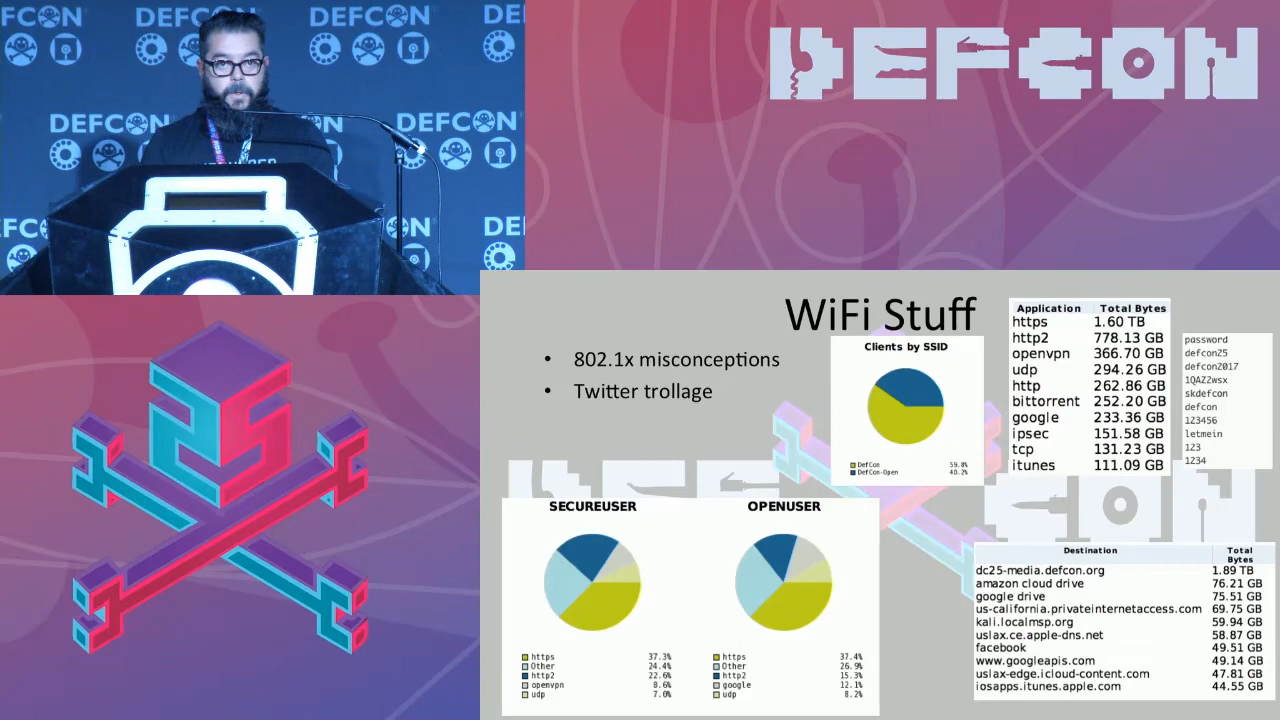 DEFCON
DEFCON
DEFCON
DE
DEFCON
DEFCON
DEFCON
DEFCON
WiFi Stuff
• 802.1x misconceptions
• Twitter trollage
Clients by SSID
DefCon 59.8%
DefCon-Open 40.2%
Application Total Bytes
https 1.60 TB
http2 778.13 GB
openvpn 366.70 GB
udp 294.26 GB
http 262.86 GB
bittorrent 252.20 GB
google 233.36 GB
ipsec 151.58 GB
tcp 131.23 GB
itunes 111.09 GB
password
defcon25
defcon2017
1QAZ2wsx
skdefcon
defcon
123456
letmein
123
1234
SECUREUSER
https 37.3%
Other 24.4%
http2 22.6%
openvpn 8.6%
udp 7.0%
OPENUSER
https 37.4%
Other 26.9%
http2 15.3%
google 12.1%
udp 8.2%
Destination Total Bytes
dc25-media.defcon.org 1.89 TB
amazon cloud drive 76.21 GB
google drive 75.51 GB
us-california.privateinternetaccess.com 69.75 GB
kali.localmsp.org 59.94 GB
uslax.ce.apple-dns.net 58.87 GB
facebook 49.51 GB
www.googleapis.com 49.14 GB
uslax-edge.icloud-content.com 47.81 GB
iosapps.itunes.apple.com 44.55 GB